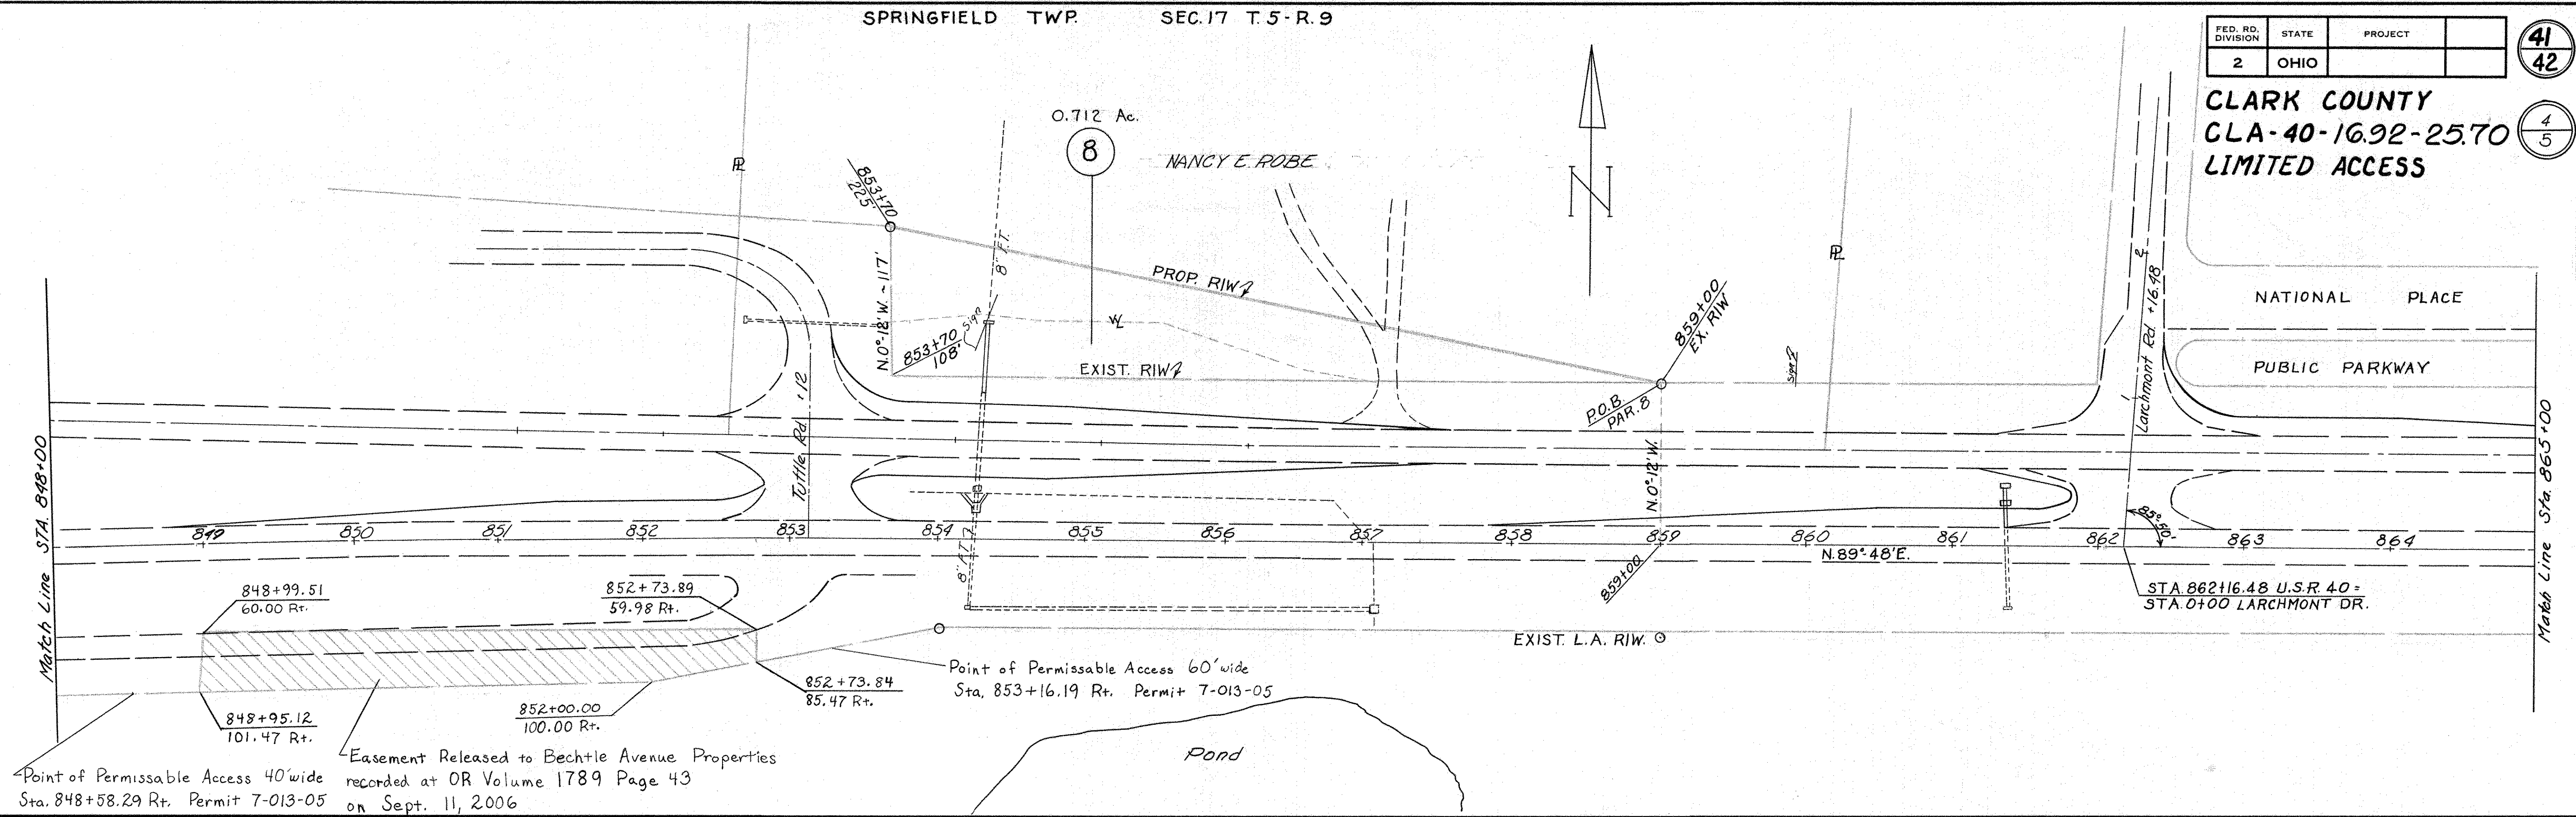 SPRINGFIELD TWP. SEC. 17 T. 5 - R. 9
FED. RD. DIVISION STATE PROJECT
2 OHIO
41
42
CLARK COUNTY
CLA-40-16.92-25.70
LIMITED ACCESS
4
5
0.712 Ac.
8
NANCY E. ROBE
N
PL
853+70
225'
8" F.T.
PROP. R/W
N.0°-12'W. ~ 117'
853+70
108'
Sign
WL
EXIST. R/W
859+00
EX. R/W
P.O.B.
PAR. 8
Sign
PL
Larchmont Rd. +16.48
NATIONAL PLACE
PUBLIC PARKWAY
Match Line STA. 848+00
Tuttle Rd. +12
N.0°-12'W.
Match Line Sta. 865+00
849 850 851 852 853 854 855 856 857 858 859 860 861 862 863 864
8" F.T.
859+00
N.89°-48'E.
85°-50'
STA. 862+16.48 U.S.R. 40 =
STA. 0+00 LARCHMONT DR.
848+99.51
60.00 Rt.
852+73.89
59.98 Rt.
EXIST. L.A. R/W.
Point of Permissable Access 60' wide
Sta. 853+16.19 Rt. Permit 7-013-05
852+73.84
85.47 Rt.
848+95.12
101.47 Rt.
852+00.00
100.00 Rt.
Pond
Easement Released to Bechtle Avenue Properties
recorded at OR Volume 1789 Page 43
on Sept. 11, 2006
Point of Permissable Access 40' wide
Sta. 848+58.29 Rt. Permit 7-013-05